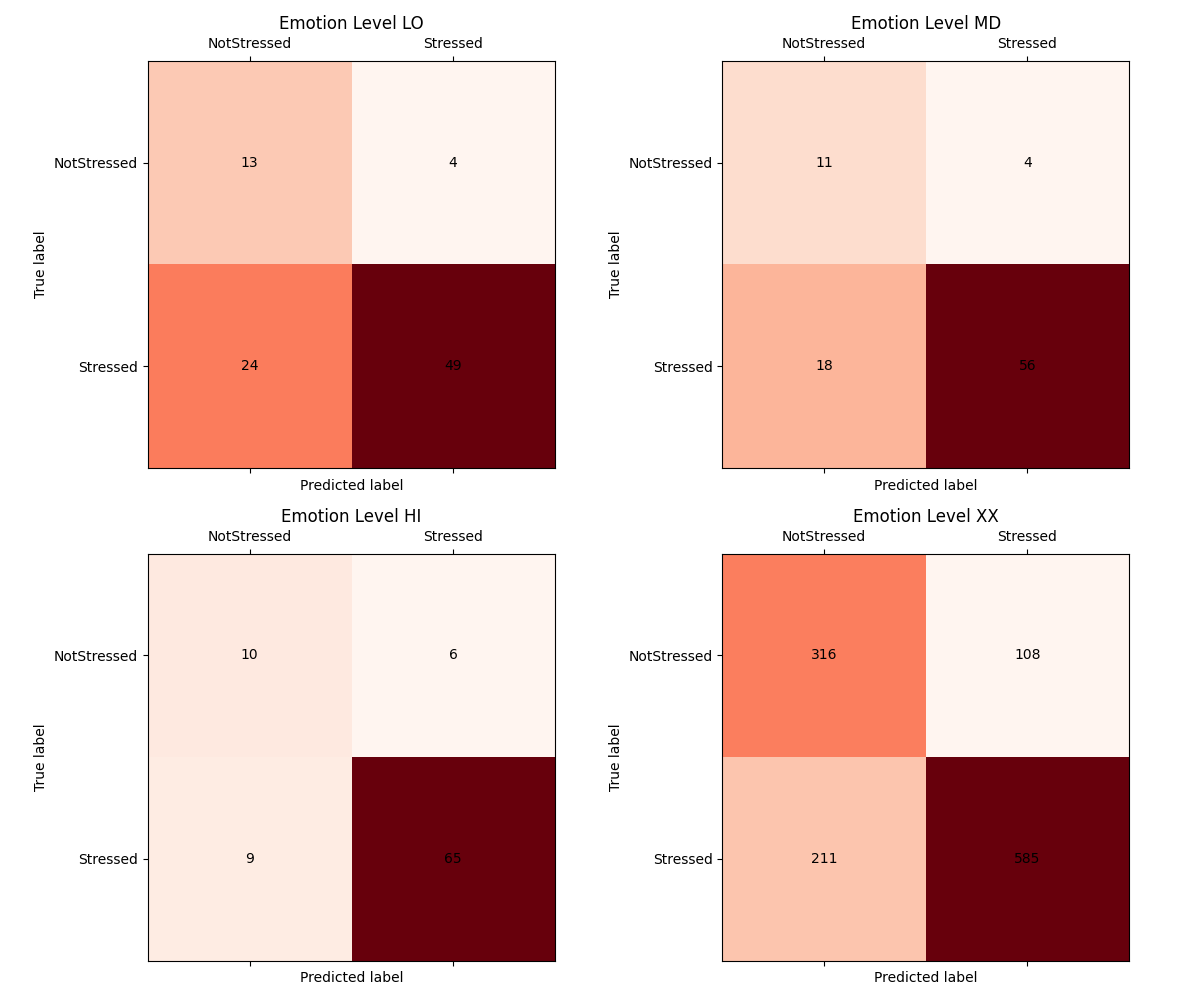 Emotion Level LO
NotStressed Stressed
NotStressed 13 4
True label
Stressed 24 49
Predicted label
Emotion Level MD
NotStressed Stressed
NotStressed 11 4
True label
Stressed 18 56
Predicted label
Emotion Level HI
NotStressed Stressed
NotStressed 10 6
True label
Stressed 9 65
Predicted label
Emotion Level XX
NotStressed Stressed
NotStressed 316 108
True label
Stressed 211 585
Predicted label